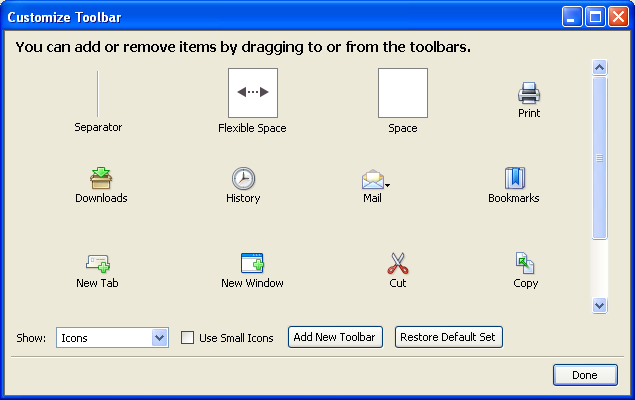 Customize Toolbar
You can add or remove items by dragging to or from the toolbars.
Separator
Flexible Space
Space
Print
Downloads
History
Mail
Bookmarks
New Tab
New Window
Cut
Copy
Show: Icons Use Small Icons Add New Toolbar Restore Default Set
Done